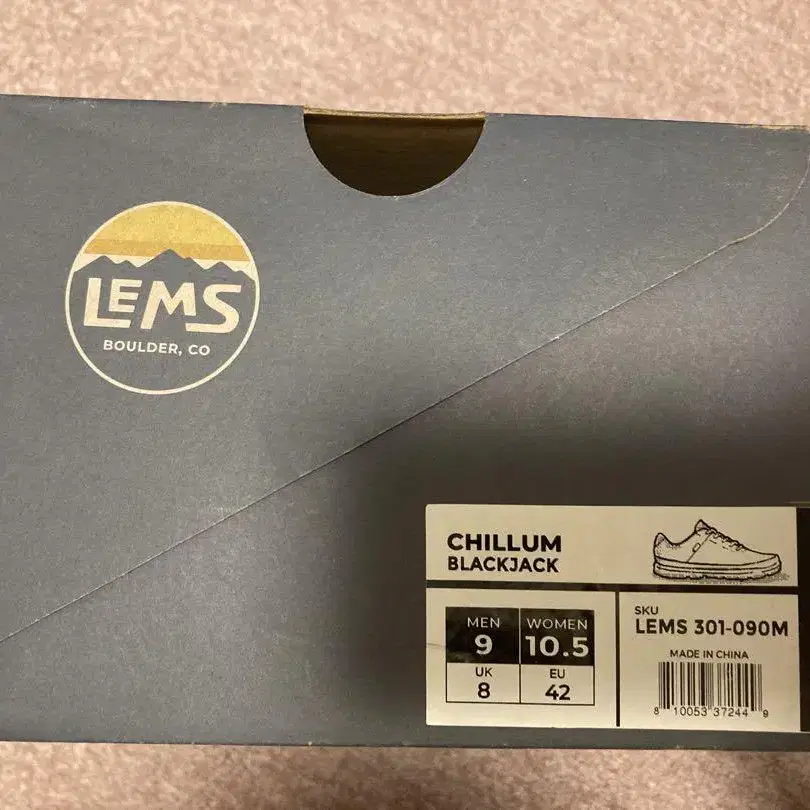 LEMS
BOULDER, CO
CHILLUM
BLACKJACK
MEN
9
WOMEN
10.5
UK
8
EU
42
SKU
LEMS 301-090M
MADE IN CHINA
8 10053 37244 9